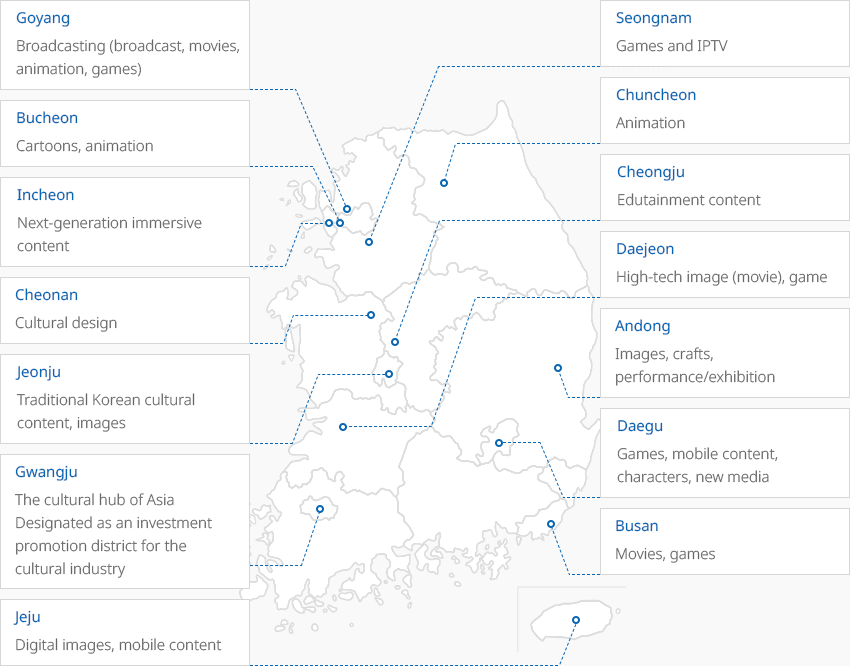 Goyang
Broadcasting (broadcast, movies,
animation, games)
Bucheon
Cartoons, animation
Incheon
Next-generation immersive
content
Cheonan
Cultural design
Jeonju
Traditional Korean cultural
content, images
Gwangju
The cultural hub of Asia
Designated as an investment
promotion district for the
cultural industry
Jeju
Digital images, mobile content
Seongnam
Games and IPTV
Chuncheon
Animation
Cheongju
Edutainment content
Daejeon
High-tech image (movie), game
Andong
Images, crafts,
performance/exhibition
Daegu
Games, mobile content,
characters, new media
Busan
Movies, games